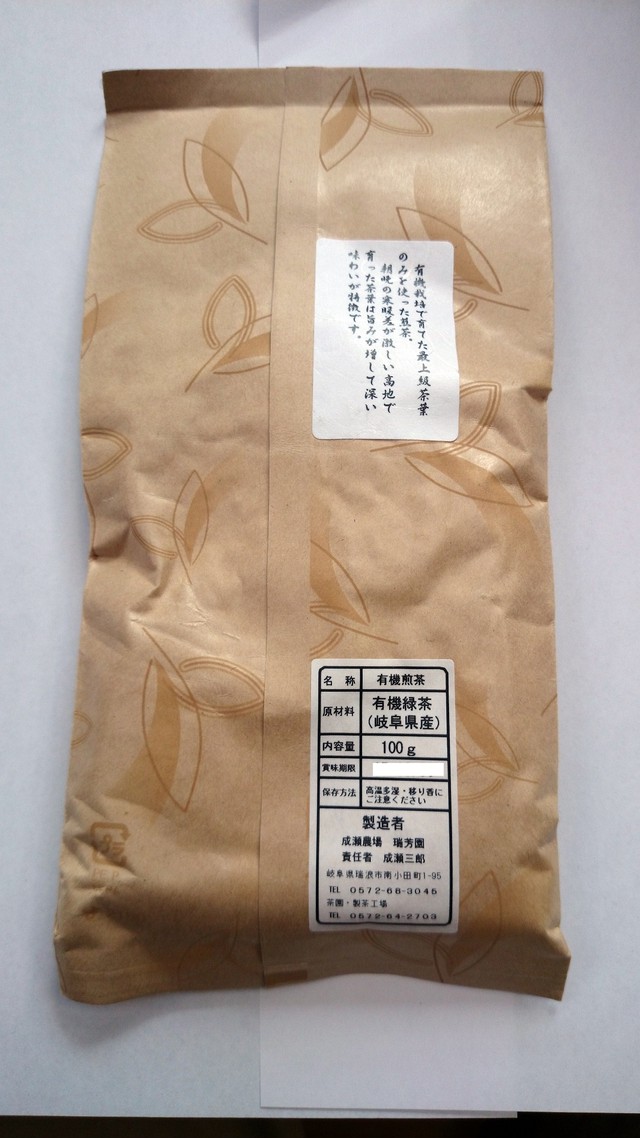 有機栽培で育てた最上級茶葉
のみを使った煎茶。
朝晩の寒暖差が激しい高地で
育った茶葉は旨みが増して深い
味わいが特徴です。
名 称 有機煎茶
原材料 有機緑茶
(岐阜県産)
内容量 100g
賞味期限
保存方法 高温多湿・移り香に
ご注意ください
製造者
成瀬農場 瑞芳園
責任者 成瀬三郎
岐阜県瑞浪市南小田町1-95
TEL 0572-68-3045
茶園・製茶工場
TEL 0572-64-2703